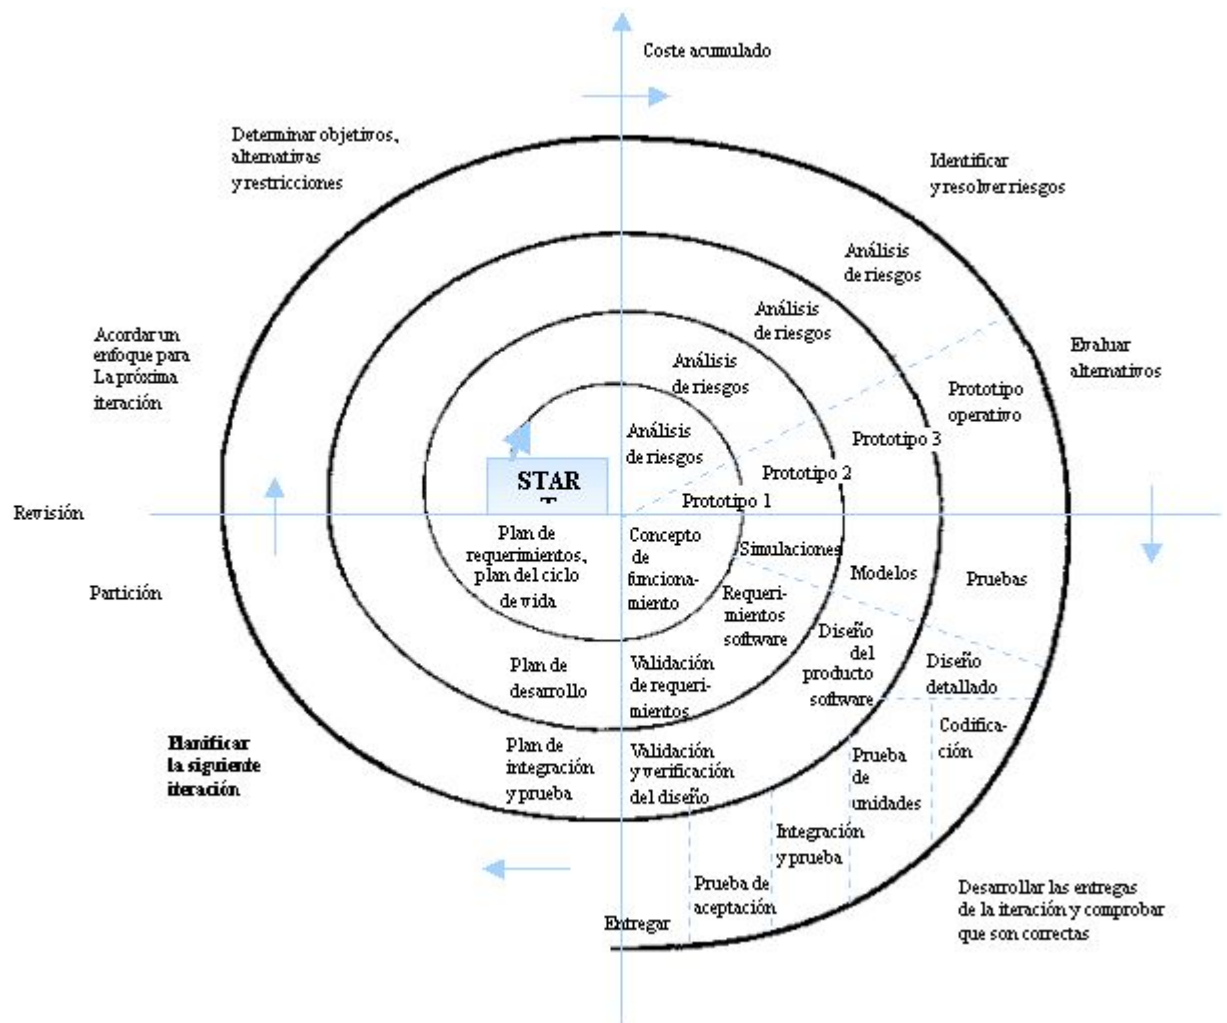 Coste acumulado
Determinar objetivos,
alternativas
y restricciones
Identificar
y resolver riesgos
Análisis
de riesgos
Análisis
de riesgos
Análisis
de riesgos
Análisis
de riesgos
Acordar un
enfoque para
La próxima
iteración
Evaluar
alternativos
Prototipo
operativo
Prototipo 3
Prototipo 2
Prototipo 1
STAR
T
Revisión
Partición
Plan de
requerimientos,
plan del ciclo
de vida
Concepto
de
funciona-
miento
Simulaciones
Modelos
Pruebas
Requeri-
mientos
software
Diseño
del
producto
software
Diseño
detallado
Plan de
desarrollo
Validación
de requeri-
mientos
Codifica-
ción
Planificar
la siguiente
iteración
Plan de
integración
y prueba
Validación
y verificación
del diseño
Prueba
de
unidades
Integración
y prueba
Prueba de
aceptación
Entregar
Desarrollar las entregas
de la iteración y comprobar
que son correctas